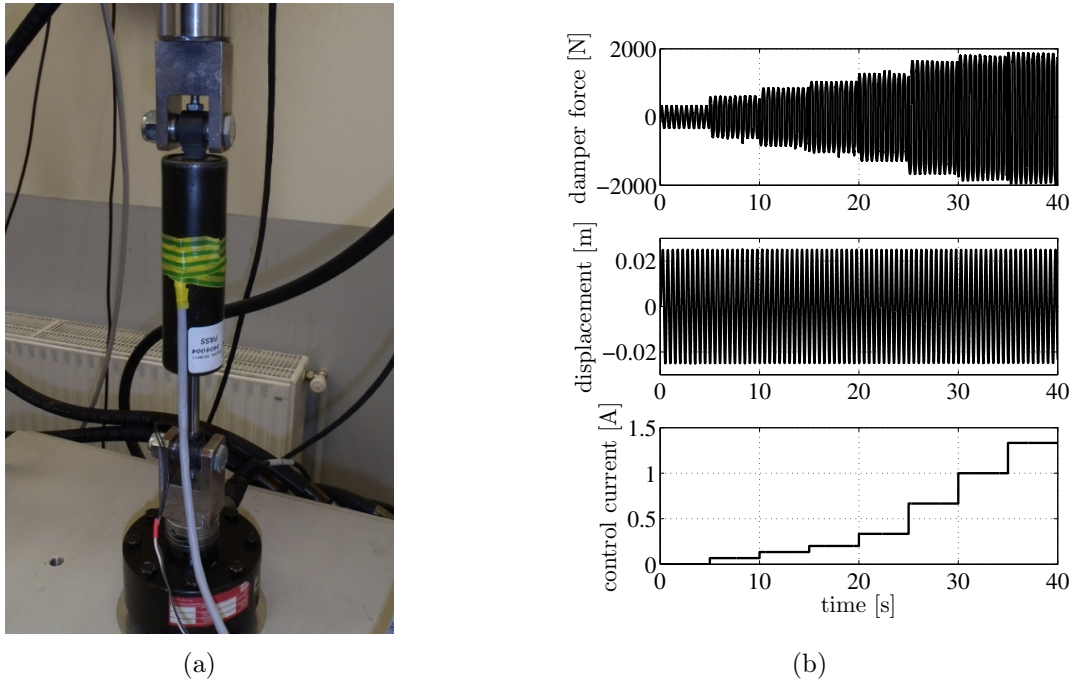 damper force [N]
2000
0
−2000
0 10 20 30 40
displacement [m]
0.02
0
−0.02
0 10 20 30 40
control current [A]
1.5
1
0.5
0
0 10 20 30 40
time [s]
PASS
(a)
(b)